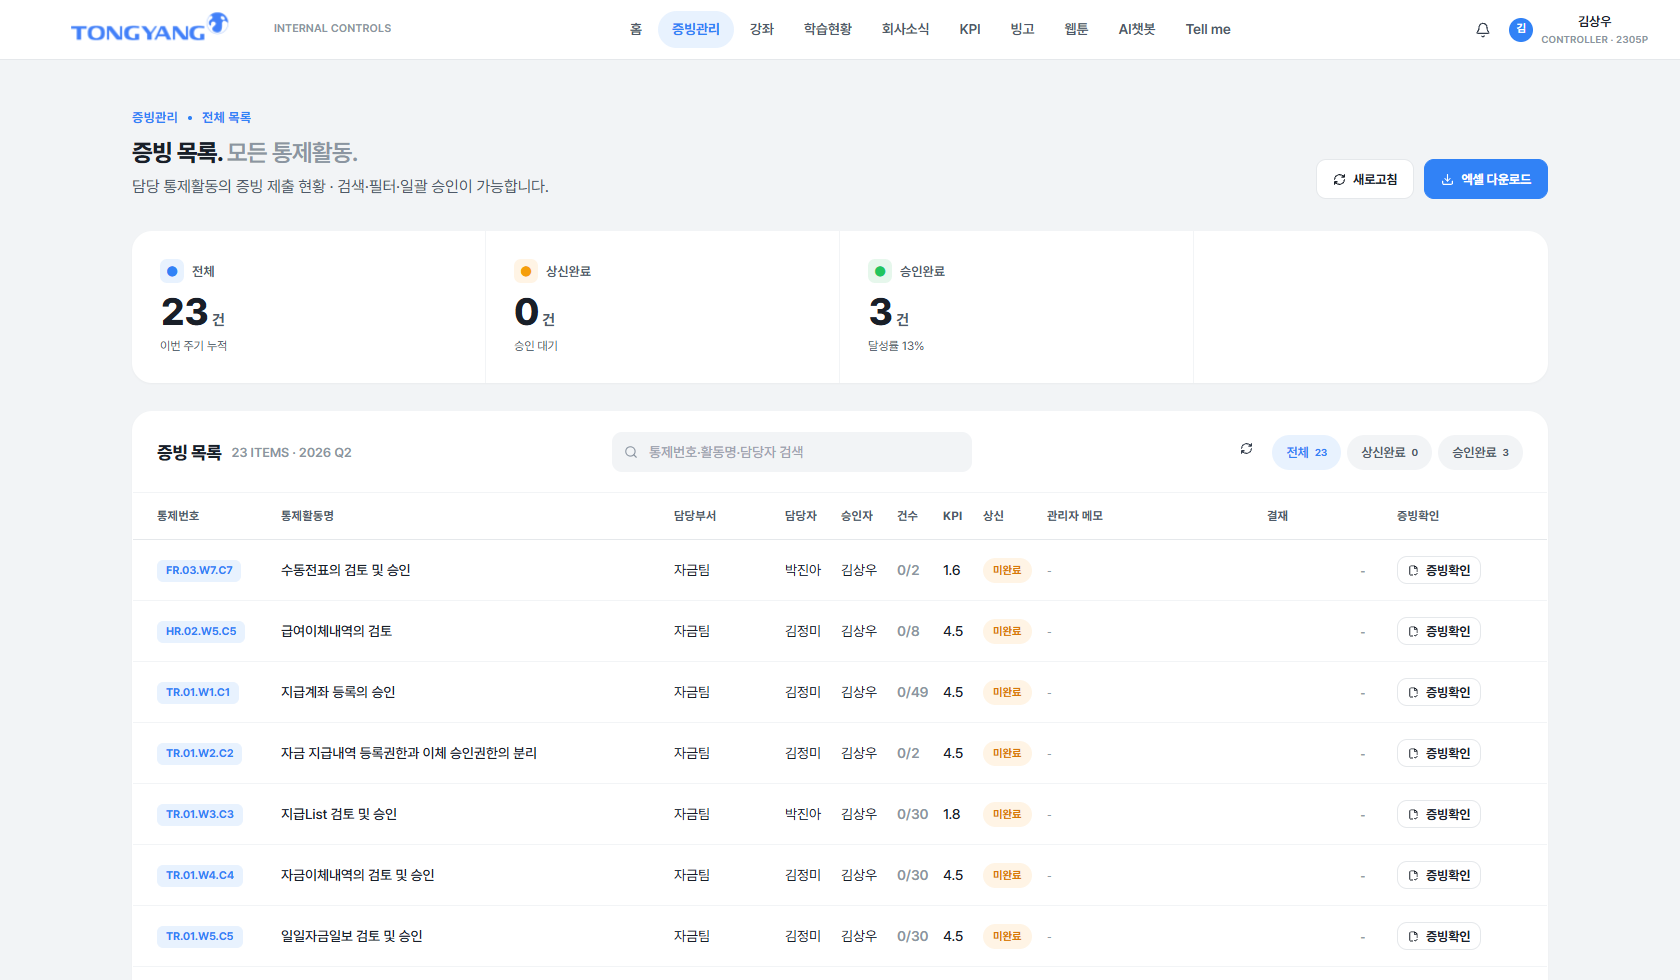 TONGYANG
INTERNAL CONTROLS
홈 증빙관리 강좌 학습현황 회사소식 KPI 빙고 웹툰 AI챗봇 Tell me
김 김상우
CONTROLLER · 2305P
증빙관리 • 전체 목록
증빙 목록. 모든 통제활동.
담당 통제활동의 증빙 제출 현황 · 검색·필터·일괄 승인이 가능합니다.
새로고침 엑셀 다운로드
전체
23 건
이번 주기 누적
상신완료
0 건
승인 대기
승인완료
3 건
달성률 13%
증빙 목록 23 ITEMS · 2026 Q2
통제번호·활동명·담당자 검색
전체 23 상신완료 0 승인완료 3
통제번호 통제활동명 담당부서 담당자 승인자 건수 KPI 상신 관리자 메모 결재 증빙확인
FR.03.W7.C7 수동전표의 검토 및 승인 자금팀 박진아 김상우 0/2 1.6 미완료 - - 증빙확인
HR.02.W5.C5 급여이체내역의 검토 자금팀 김정미 김상우 0/8 4.5 미완료 - - 증빙확인
TR.01.W1.C1 지급계좌 등록의 승인 자금팀 김정미 김상우 0/49 4.5 미완료 - - 증빙확인
TR.01.W2.C2 자금 지급내역 등록권한과 이체 승인권한의 분리 자금팀 김정미 김상우 0/2 4.5 미완료 - - 증빙확인
TR.01.W3.C3 지급List 검토 및 승인 자금팀 박진아 김상우 0/30 1.8 미완료 - - 증빙확인
TR.01.W4.C4 자금이체내역의 검토 및 승인 자금팀 김정미 김상우 0/30 4.5 미완료 - - 증빙확인
TR.01.W5.C5 일일자금일보 검토 및 승인 자금팀 김정미 김상우 0/30 4.5 미완료 - - 증빙확인